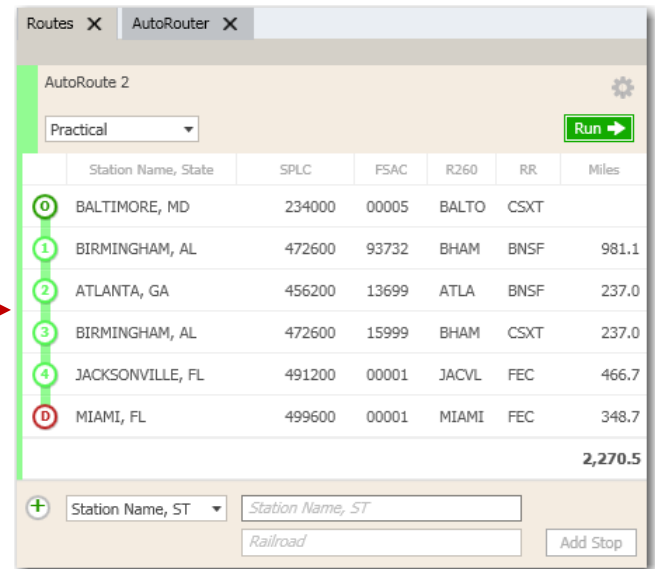 Routes X AutoRouter X
AutoRoute 2
Practical
Run
Station Name, State SPLC FSAC R260 RR Miles
O BALTIMORE, MD 234000 00005 BALTO CSXT
1 BIRMINGHAM, AL 472600 93732 BHAM BNSF 981.1
2 ATLANTA, GA 456200 13699 ATLA BNSF 237.0
3 BIRMINGHAM, AL 472600 15999 BHAM CSXT 237.0
4 JACKSONVILLE, FL 491200 00001 JACVL FEC 466.7
D MIAMI, FL 499600 00001 MIAMI FEC 348.7
2,270.5
Station Name, ST Station Name, ST
Railroad Add Stop